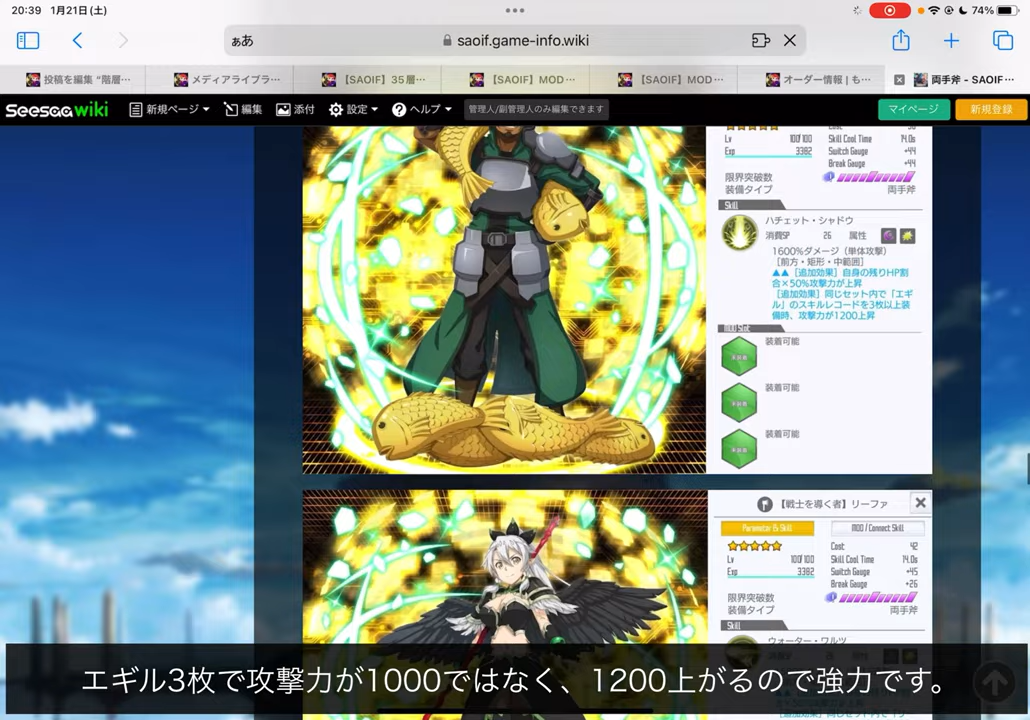 20:39 1月21日(土)
74%
ぁあ
saoif.game-info.wiki
投稿を編集 "階層…
メディアライブラ…
【SAOIF】35層…
【SAOIF】MOD…
【SAOIF】MOD…
オーダー情報 | も…
両手斧 - SAOIF…
Seesaa wiki
新規ページ
編集
添付
設定
ヘルプ
管理人/副管理人のみ編集できます
マイページ
新規登録
Lv 100/100
Exp 3382
Skill Cool Time 14.0s
Switch Gauge +44
Break Gauge +44
限界突破数
装備タイプ 両手斧
Skill
ハチェット・シャドウ
消費SP 26 属性
1600%ダメージ（単体攻撃）
[前方・矩形・中範囲]
▲▲［追加効果］自身の残りHP割
合×50%攻撃力が上昇
［追加効果］同じセット内で「エギ
ル」のスキルレコードを3枚以上装
備時、攻撃力が1200上昇
MOD Slot
未装着 装着可能
未装着 装着可能
未装着 装着可能
【戦士を導く者】リーファ
Parameter & Skill
MOD / Connect Skill
Cost 42
Lv 100/100
Skill Cool Time 14.0s
Exp 3382
Switch Gauge +45
Break Gauge +26
限界突破数
装備タイプ 両手斧
Skill
ウォーター・ワルツ
エギル3枚で攻撃力が1000ではなく、1200上がるので強力です。